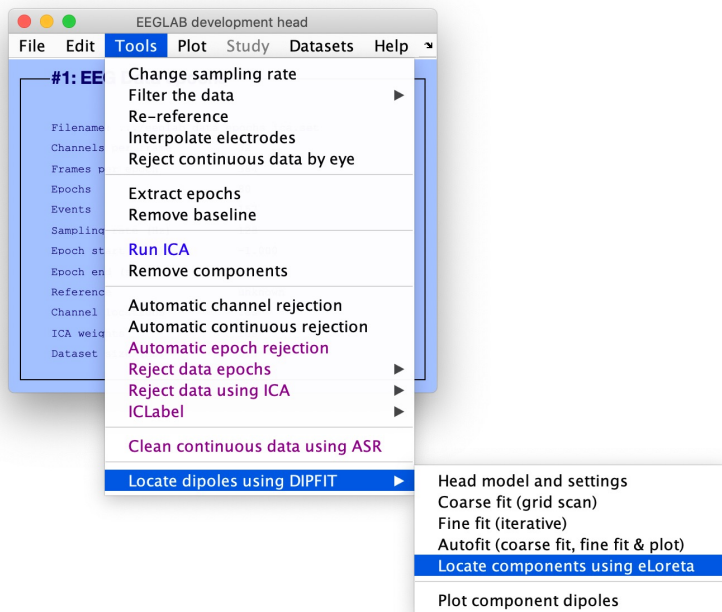 EEGLAB development head
File Edit Tools Plot Study Datasets Help
#1: EE
Change sampling rate
Filter the data
Filename
Re-reference
Channels
Interpolate electrodes
Frames p
Reject continuous data by eye
Epochs
Extract epochs
Events
Remove baseline
Sampling
Epoch st
Run ICA
Epoch en
Remove components
Referenc
Automatic channel rejection
Channel
Automatic continuous rejection
ICA weig
Automatic epoch rejection
Dataset
Reject data epochs
Reject data using ICA
ICLabel
Clean continuous data using ASR
Locate dipoles using DIPFIT
Head model and settings
Coarse fit (grid scan)
Fine fit (iterative)
Autofit (coarse fit, fine fit & plot)
Locate components using eLoreta
Plot component dipoles